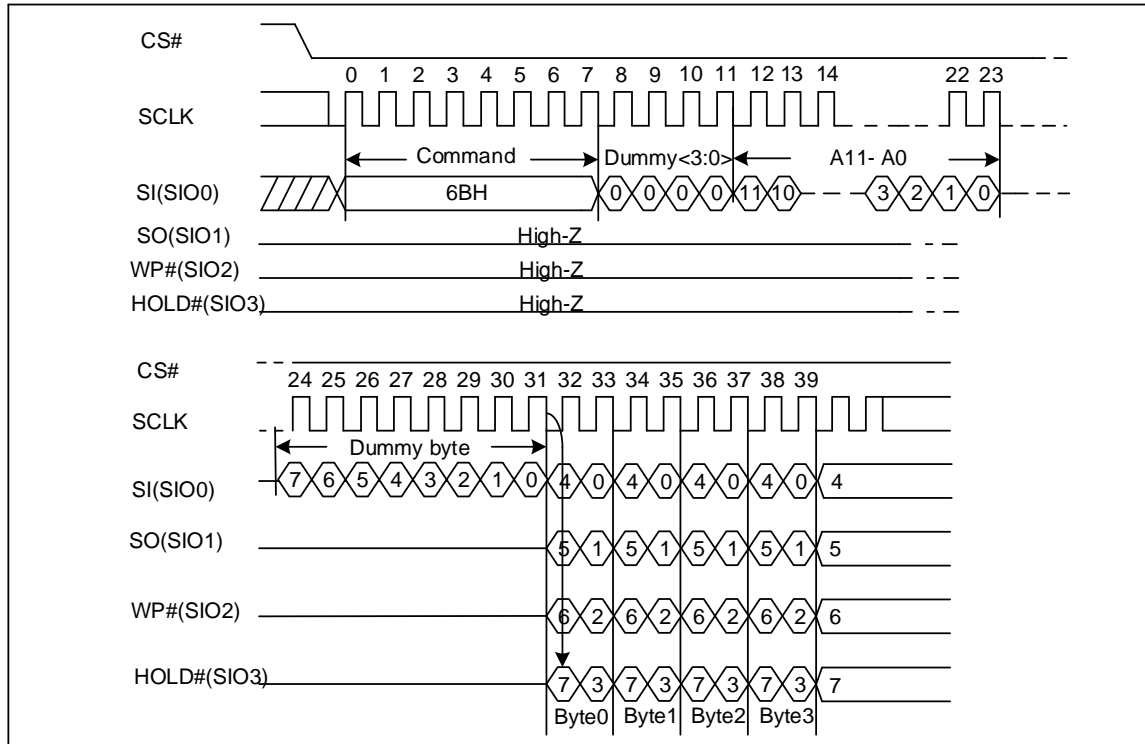 CS#
0 1 2 3 4 5 6 7 8 9 10 11 12 13 14 22 23
SCLK
Command Dummy<3:0> A11- A0
SI(SIO0) 6BH 0 0 0 0 11 10 3 2 1 0
SO(SIO1) High-Z
WP#(SIO2) High-Z
HOLD#(SIO3) High-Z
CS#
24 25 26 27 28 29 30 31 32 33 34 35 36 37 38 39
SCLK
Dummy byte
SI(SIO0) 7 6 5 4 3 2 1 0 4 0 4 0 4 0 4 0 4
SO(SIO1) 5 1 5 1 5 1 5 1 5
WP#(SIO2) 6 2 6 2 6 2 6 2 6
HOLD#(SIO3) 7 3 7 3 7 3 7 3 7
Byte0 Byte1 Byte2 Byte3